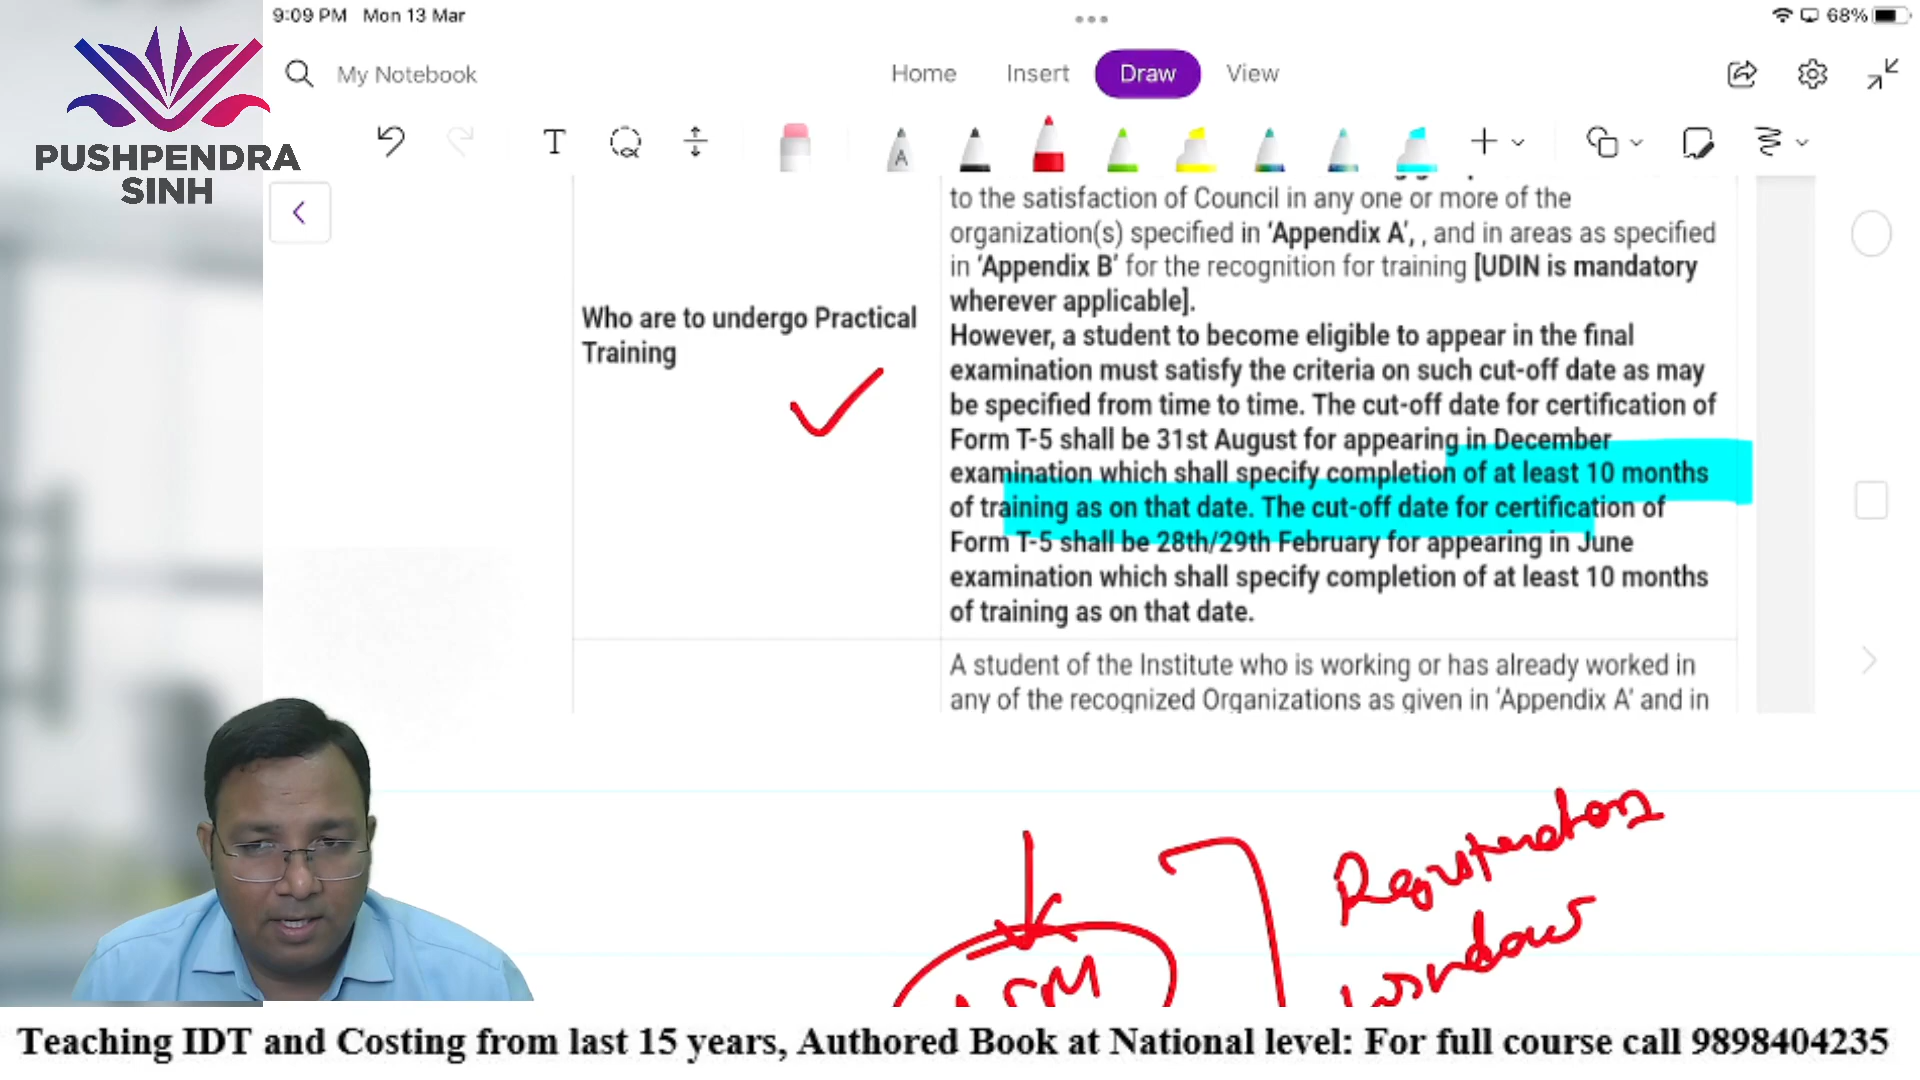 9:09 PM Mon 13 Mar
68%
PUSHPENDRA
SINH
My Notebook
Home Insert Draw View
T
A
to the satisfaction of Council in any one or more of the
organization(s) specified in ‘Appendix A’, , and in areas as specified
in ‘Appendix B’ for the recognition for training [UDIN is mandatory
wherever applicable].
Who are to undergo Practical
Training
However, a student to become eligible to appear in the final
examination must satisfy the criteria on such cut-off date as may
be specified from time to time. The cut-off date for certification of
Form T-5 shall be 31st August for appearing in December
examination which shall specify completion of at least 10 months
of training as on that date. The cut-off date for certification of
Form T-5 shall be 28th/29th February for appearing in June
examination which shall specify completion of at least 10 months
of training as on that date.
A student of the Institute who is working or has already worked in
any of the recognized Organizations as given in ‘Appendix A’ and in
Teaching IDT and Costing from last 15 years, Authored Book at National level: For full course call 9898404235